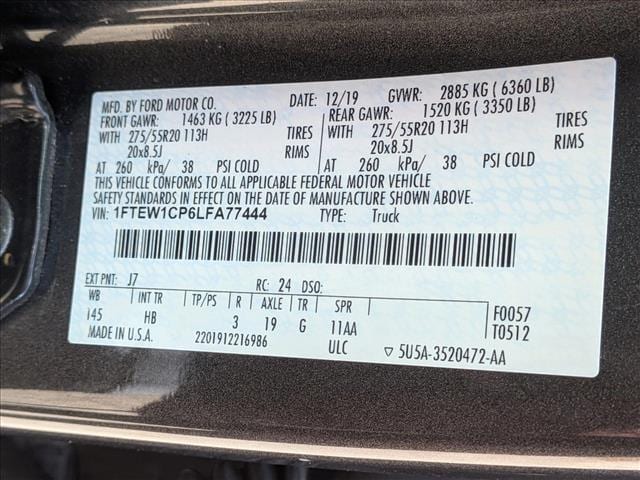 MFD. BY FORD MOTOR CO. DATE: 12/19 GVWR: 2885 KG ( 6360 LB)
FRONT GAWR: 1463 KG ( 3225 LB) REAR GAWR: 1520 KG ( 3350 LB)
WITH 275/55R20 113H TIRES WITH 275/55R20 113H TIRES
20x8.5J RIMS 20x8.5J RIMS
AT 260 kPa/ 38 PSI COLD AT 260 kPa/ 38 PSI COLD
THIS VEHICLE CONFORMS TO ALL APPLICABLE FEDERAL MOTOR VEHICLE
SAFETY STANDARDS IN EFFECT ON THE DATE OF MANUFACTURE SHOWN ABOVE.
VIN: 1FTEW1CP6LFA77444 TYPE: Truck
EXT PNT: J7 RC: 24 DSO:
WB INT TR TP/PS R AXLE TR SPR F0057
145 HB 3 19 G 11AA T0512
MADE IN U.S.A. 2201912216986 ULC ▽ 5U5A-3520472-AA